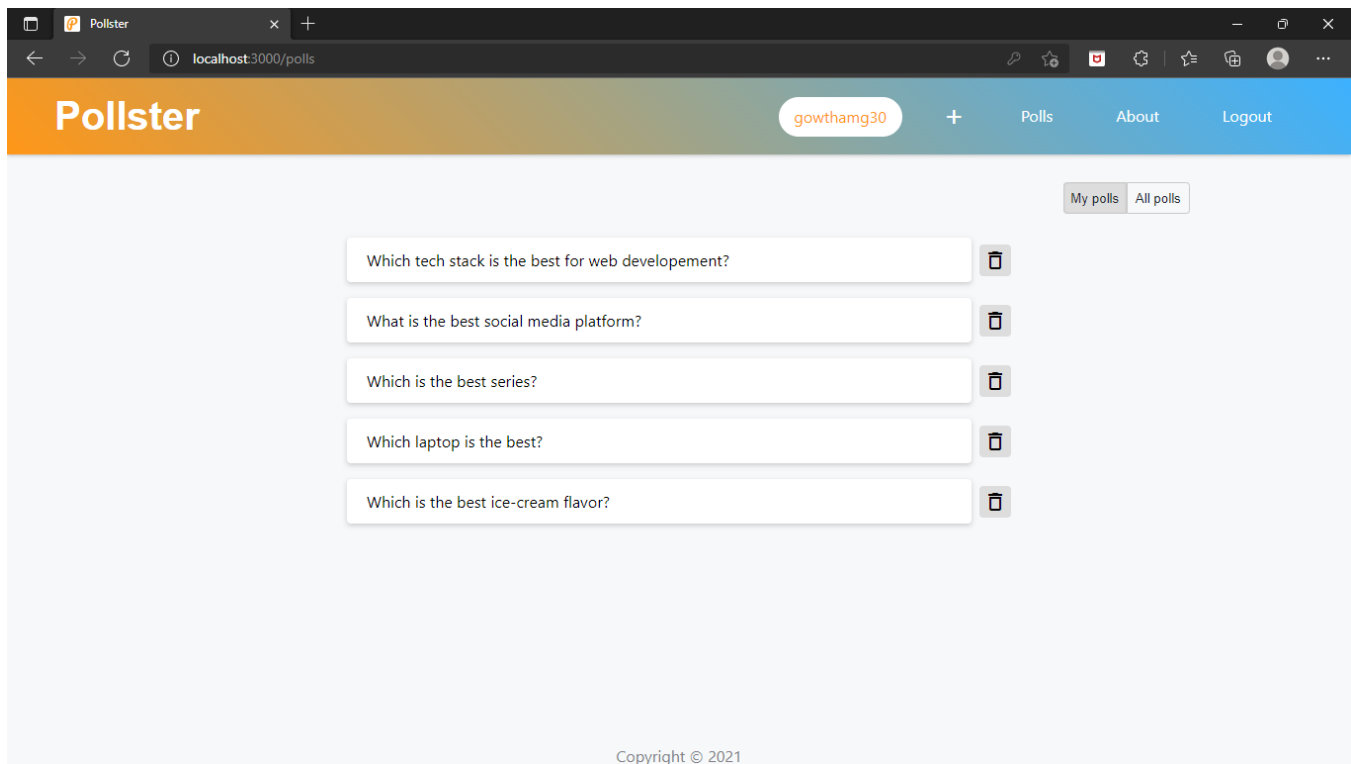 Pollster
localhost:3000/polls
Pollster
gowthamg30 + Polls About Logout
My polls All polls
Which tech stack is the best for web developement?
What is the best social media platform?
Which is the best series?
Which laptop is the best?
Which is the best ice-cream flavor?
Copyright © 2021